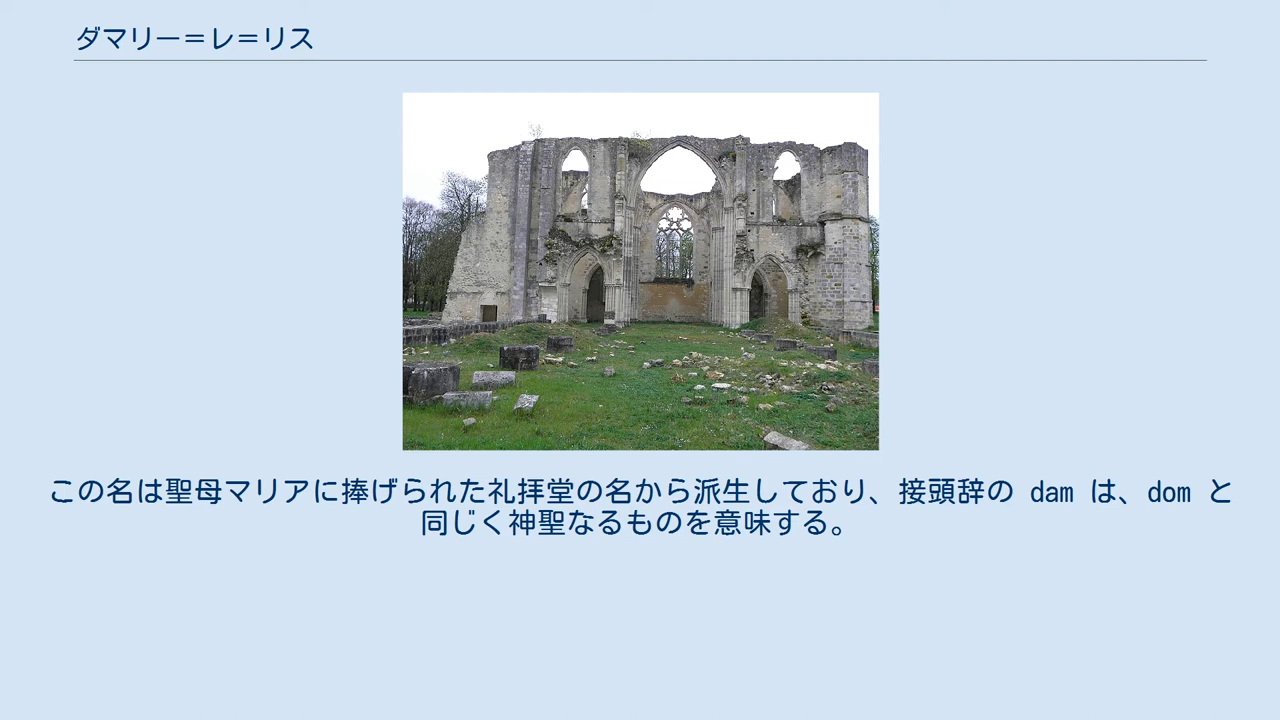 ダマリー＝レ＝リス
この名は聖母マリアに捧げられた礼拝堂の名から派生しており、接頭辞の dam は、dom と
同じく神聖なるものを意味する。